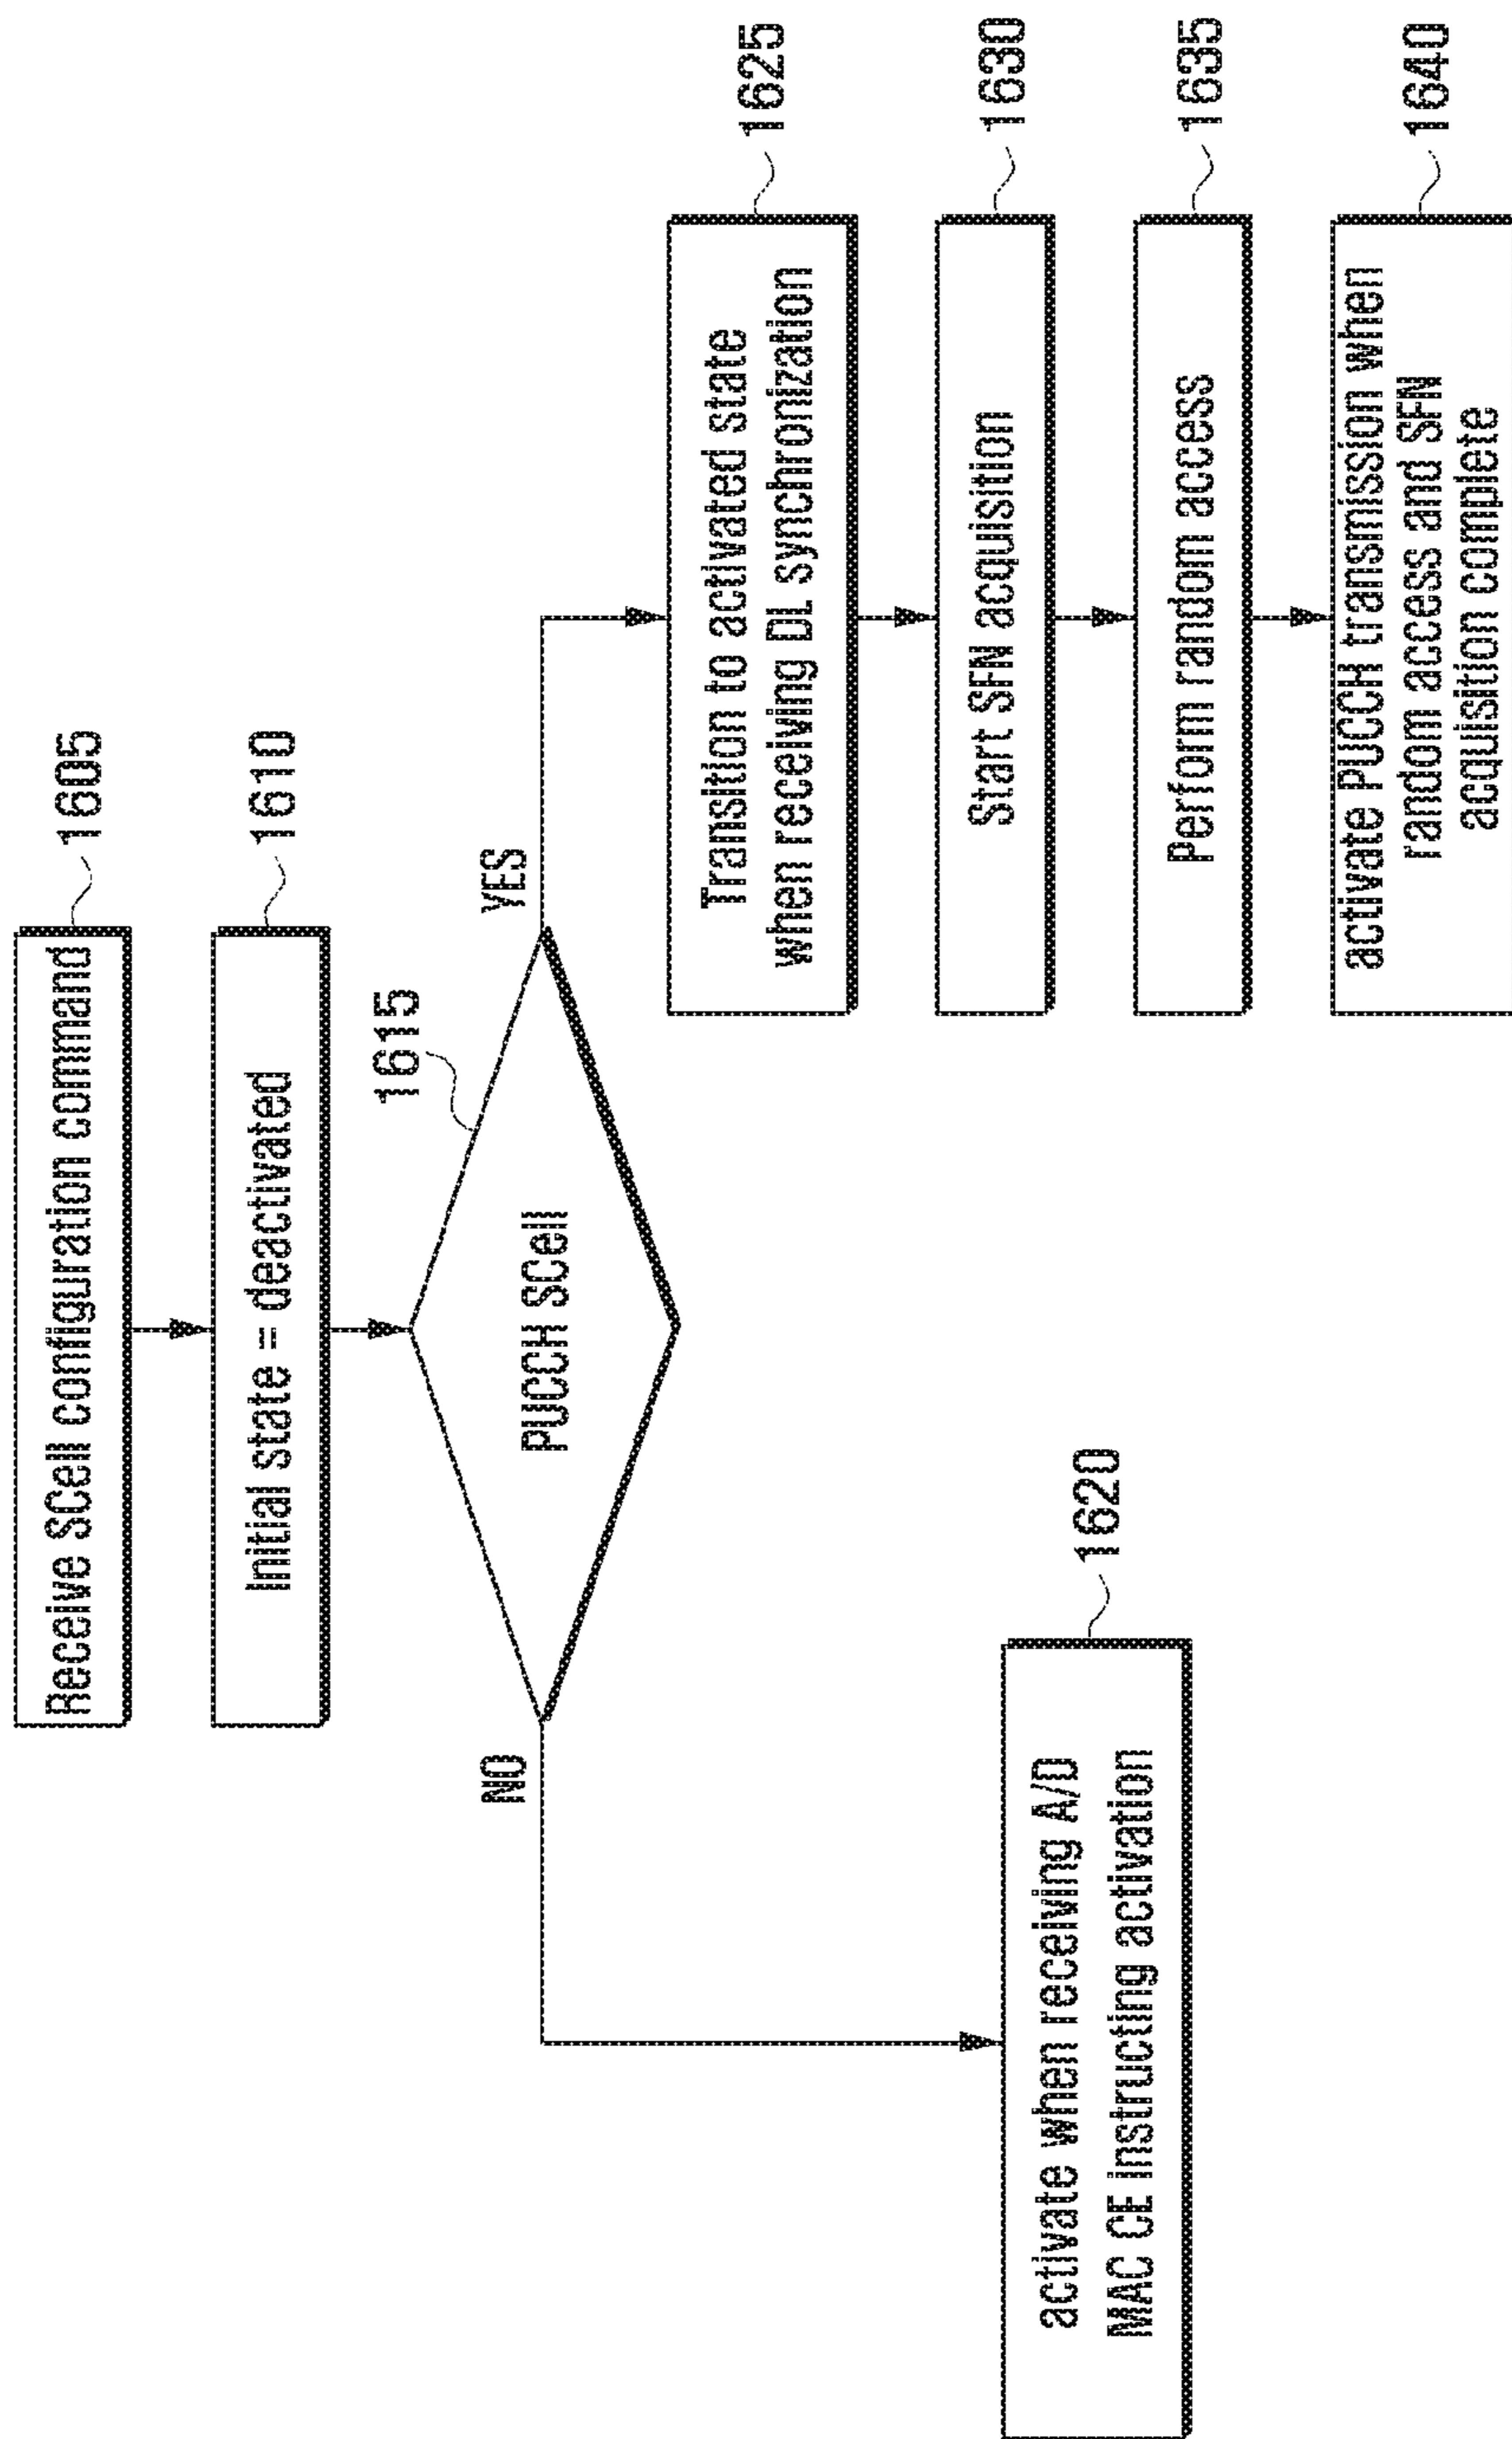 Receive SCell configuration command
1605
Initial state = deactivated
1610
1615
PUCCH SCell
NO
YES
activate when receiving A/D
MAC CE instructing activation
1620
Transition to activated state
when receiving DL synchronization
1625
Start SFN acquisition
1630
Perform random access
1635
activate PUCCH transmission when
random access and SFN
acquisition complete
1640